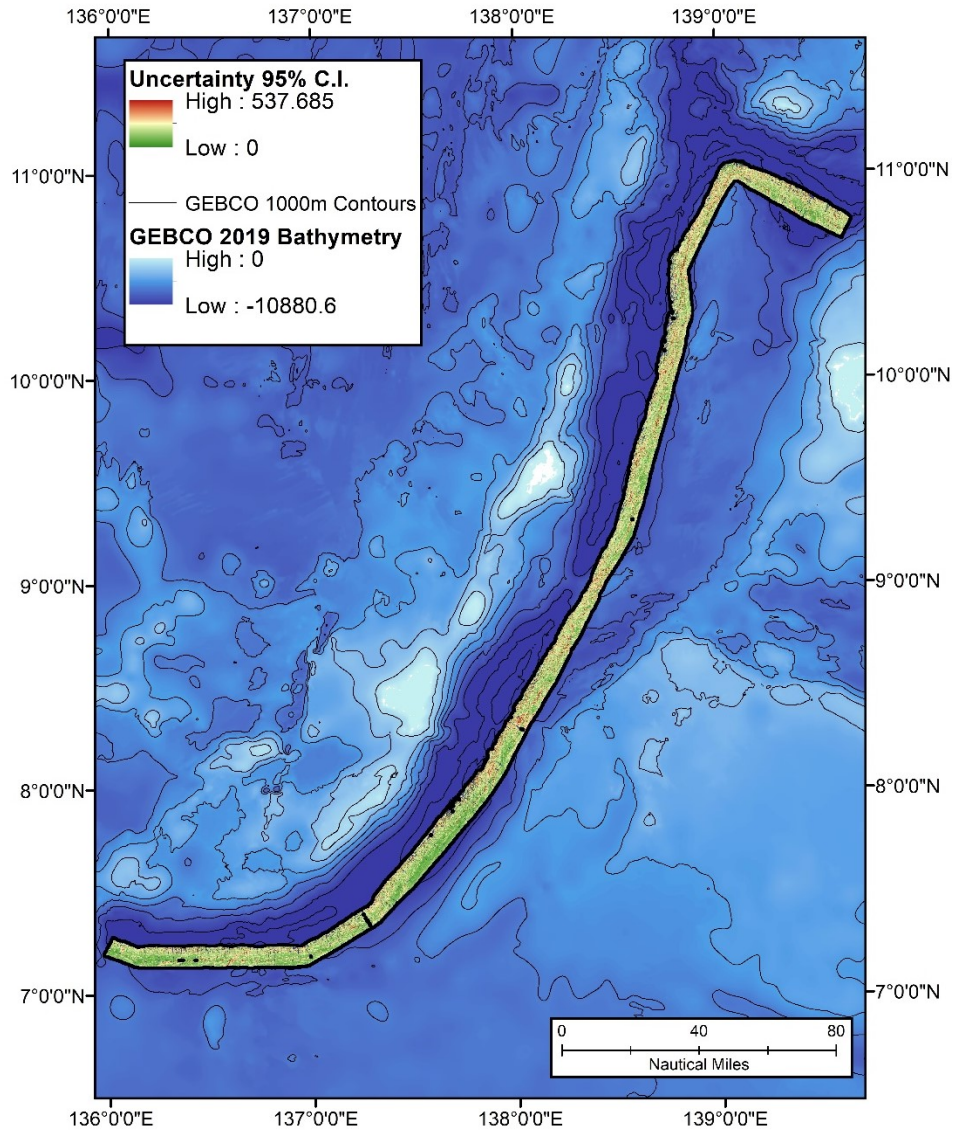 136°0'0"E 137°0'0"E 138°0'0"E 139°0'0"E
Uncertainty 95% C.I.
High : 537.685
Low : 0
GEBCO 1000m Contours
GEBCO 2019 Bathymetry
High : 0
Low : -10880.6
11°0'0"N 11°0'0"N
10°0'0"N 10°0'0"N
9°0'0"N 9°0'0"N
8°0'0"N 8°0'0"N
7°0'0"N 7°0'0"N
0 40 80
Nautical Miles
136°0'0"E 137°0'0"E 138°0'0"E 139°0'0"E